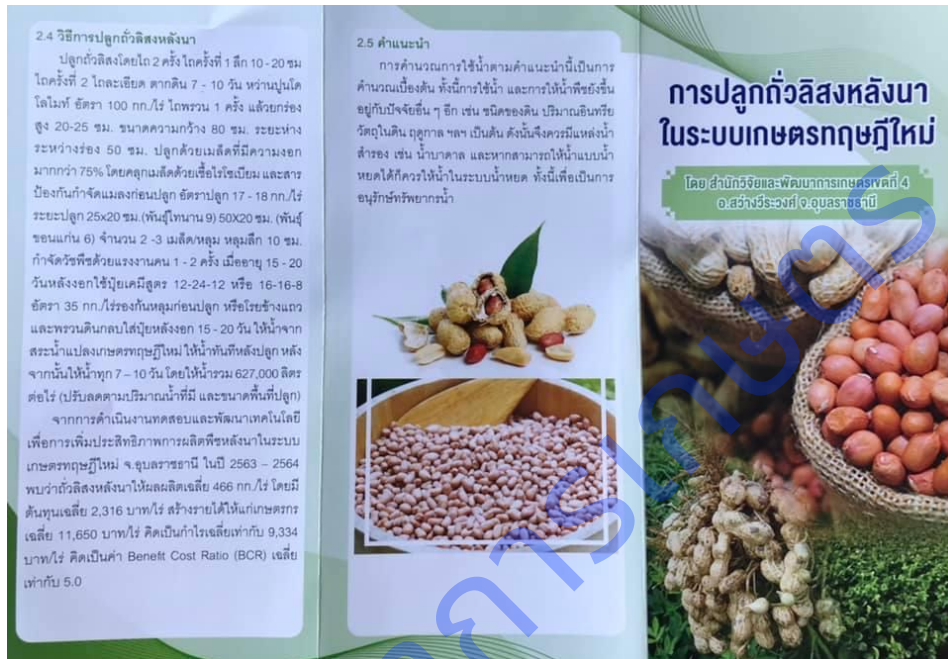 2.4 วิธีการปลูกถั่วลิสงหลังนา
ปลูกถั่วลิสงโดยไถ 2 ครั้ง ไถครั้งที่ 1 ลึก 10 - 20 ซม
ไถครั้งที่ 2 ไถละเอียด ตากดิน 7 - 10 วัน หว่านปูนโด
โลไมท์ อัตรา 100 กก./ไร่ ไถพรวน 1 ครั้ง แล้วยกร่อง
สูง 20-25 ซม. ขนาดความกว้าง 80 ซม. ระยะห่าง
ระหว่างร่อง 50 ซม. ปลูกด้วยเมล็ดที่มีความงอก
มากกว่า 75% โดยคลุกเมล็ดด้วยเชื้อไรโซเบียม และสาร
ป้องกันกำจัดแมลงก่อนปลูก อัตราปลูก 17 - 18 กก./ไร่
ระยะปลูก 25x20 ซม.(พันธุ์ไทนาน 9) 50X20 ซม. (พันธุ์
ขอนแก่น 6) จำนวน 2 -3 เมล็ด/หลุม หลุมลึก 10 ซม.
กำจัดวัชพืชด้วยแรงงานคน 1 - 2 ครั้ง เมื่ออายุ 15 - 20
วันหลังงอกใช้ปุ๋ยเคมีสูตร 12-24-12 หรือ 16-16-8
อัตรา 35 กก./ไร่รองก้นหลุมก่อนปลูก หรือโรยข้างแถว
และพรวนดินกลบใส่ปุ๋ยหลังงอก 15 - 20 วัน ให้น้ำจาก
สระน้ำแปลงเกษตรทฤษฎีใหม่ ให้น้ำทันทีหลังปลูก หลัง
จากนั้นให้น้ำทุก 7 – 10 วัน โดยให้น้ำรวม 627,000 ลิตร
ต่อไร่ (ปรับลดตามปริมาณน้ำที่มี และขนาดพื้นที่ปลูก)
จากการดำเนินงานทดสอบและพัฒนาเทคโนโลยี
เพื่อการเพิ่มประสิทธิภาพการผลิตพืชหลังนาในระบบ
เกษตรทฤษฎีใหม่ จ.อุบลราชธานี ในปี 2563 – 2564
พบว่าถั่วลิสงหลังนาให้ผลผลิตเฉลี่ย 466 กก./ไร่ โดยมี
ต้นทุนเฉลี่ย 2,316 บาท/ไร่ สร้างรายได้ให้แก่เกษตรกร
เฉลี่ย 11,650 บาท/ไร่ คิดเป็นกำไรเฉลี่ยเท่ากับ 9,334
บาท/ไร่ คิดเป็นค่า Benefit Cost Ratio (BCR) เฉลี่ย
เท่ากับ 5.0
2.5 คำแนะนำ
การคำนวณการใช้น้ำตามคำแนะนำนี้เป็นการ
คำนวณเบื้องต้น ทั้งนี้การใช้น้ำ และการให้น้ำพืชยังขึ้น
อยู่กับปัจจัยอื่น ๆ อีก เช่น ชนิดของดิน ปริมาณอินทรีย
วัตถุในดิน ฤดูกาล ฯลฯ เป็นต้น ดังนั้นจึงควรมีแหล่งน้ำ
สำรอง เช่น น้ำบาดาล และหากสามารถให้น้ำแบบน้ำ
หยดได้ก็ควรให้น้ำในระบบน้ำหยด ทั้งนี้เพื่อเป็นการ
อนุรักษ์ทรัพยากรน้ำ
การปลูกถั่วลิสงหลังนา
ในระบบเกษตรทฤษฎีใหม่
โดย สำนักวิจัยและพัฒนาการเกษตรเขตที่ 4
อ.สว่างวีระวงศ์ จ.อุบลราชธานี